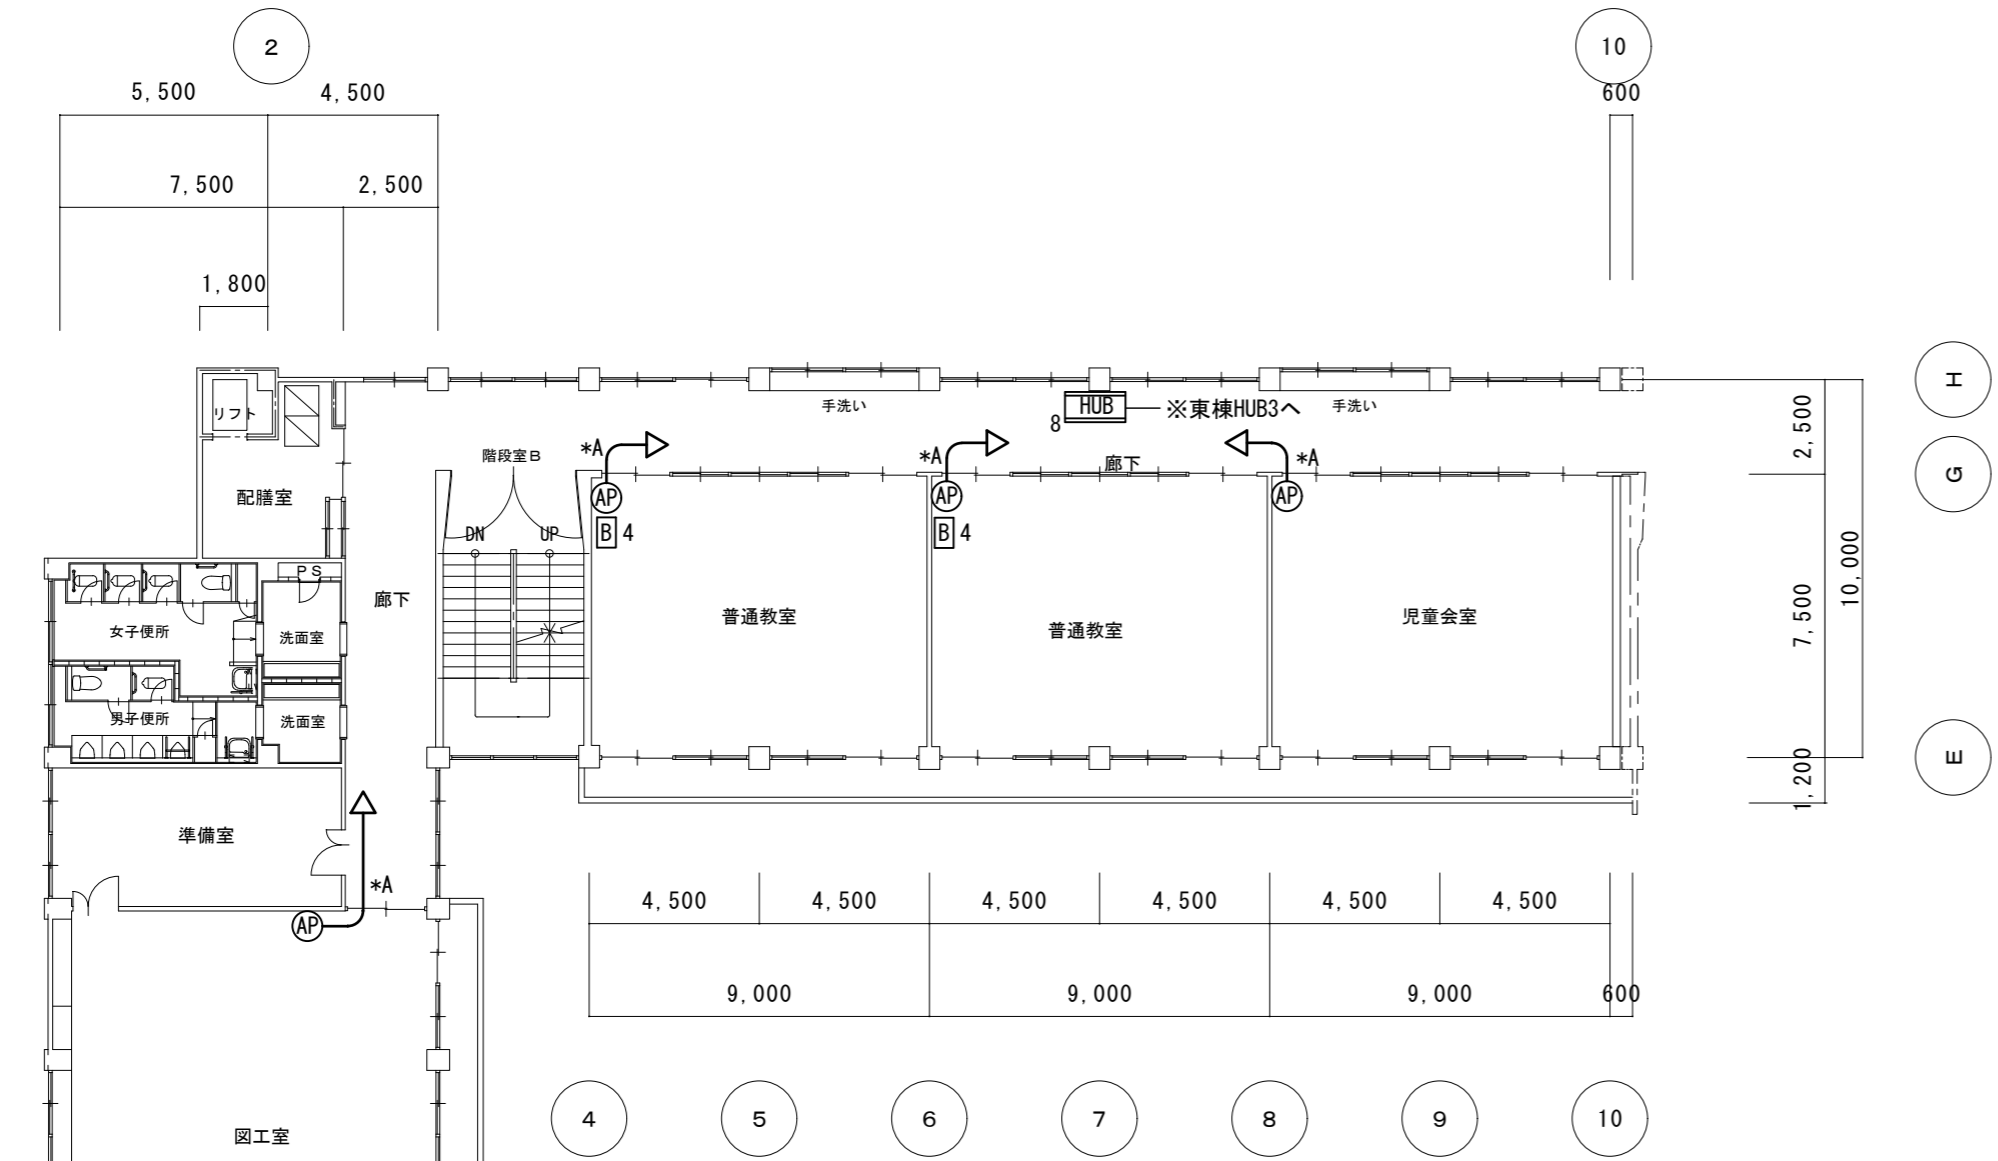 2
10
5,500
4,500
600
7,500
2,500
1,800
H
リフト
手洗い
HUB
※東棟HUB3へ
手洗い
8
2,500
*A
*A
*A
階段室B
廊下
G
配膳室
AP
AP
AP
DN
UP
B 4
B 4
10,000
PS
廊下
普通教室
普通教室
児童会室
7,500
女子便所
洗面室
男子便所
洗面室
E
1,200
準備室
*A
AP
4,500
4,500
4,500
4,500
4,500
4,500
9,000
9,000
9,000
600
図工室
4
5
6
7
8
9
10